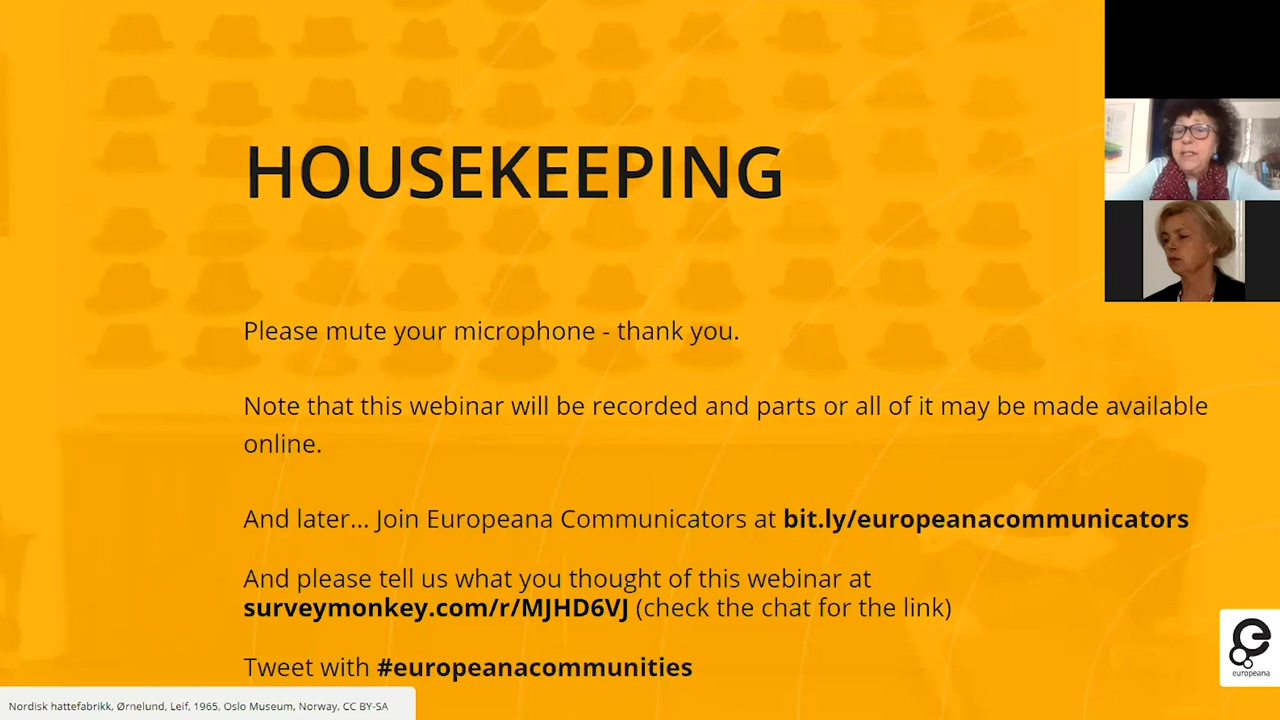 HOUSEKEEPING
Please mute your microphone - thank you.
Note that this webinar will be recorded and parts or all of it may be made available
online.
And later... Join Europeana Communicators at bit.ly/europeanacommunicators
And please tell us what you thought of this webinar at
surveymonkey.com/r/MJHD6VJ (check the chat for the link)
Tweet with #europeanacommunities
europeana
Nordisk hattefabrikk, Ørnelund, Leif, 1965, Oslo Museum, Norway, CC BY-SA